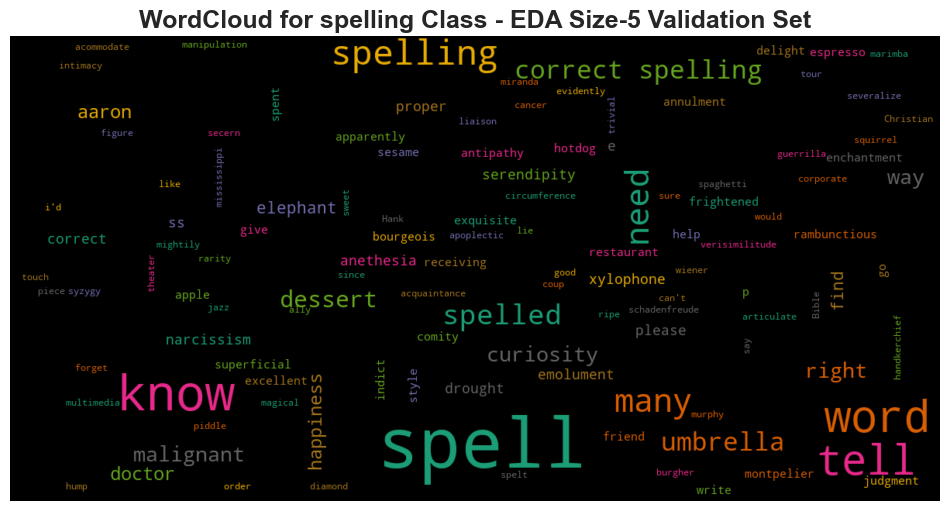 WordCloud for spelling Class - EDA Size-5 Validation Set
acommodate
manipulation
spelling
delight
espresso
marimba
intimacy
correct spelling
tour
miranda
evidently
severalize
aaron
spent
proper
cancer
trivial
annulment
Christian
figure
secern
apparently
liaison
squirrel
mississippi
sesame
antipathy
hotdog
e
guerrilla
enchantment
like
serendipity
need
spaghetti
corporate
way
i'd
elephant
sweet
circumference
sure
frightened
would
ss
give
Hank
exquisite
lie
help
rambunctious
correct
mightily
bourgeois
apoplectic
verisimilitude
theater
rarity
anethesia
receiving
since
restaurant
touch
good
xylophone
wiener
find
go
piece
syzygy
apple
jazz
dessert
ally
acquaintance
coup
can't
p
Bible
spelled
ripe
schadenfreude
articulate
narcissism
comity
please
say
handkerchief
forget
superficial
indict
curiosity
know
excellent
style
drought
emolument
right
multimedia
magical
happiness
many
murphy
word
piddle
spell
friend
umbrella
malignant
doctor
spelt
burgher
montpelier
tell
judgment
hump
order
diamond
write